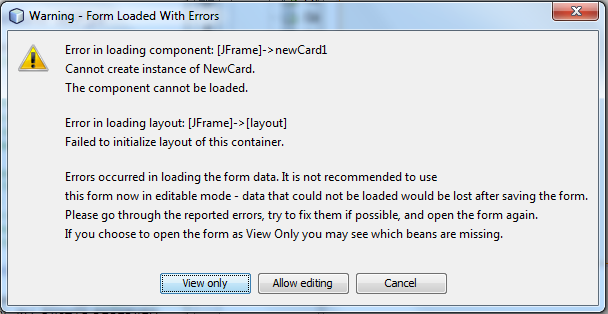 Warning - Form Loaded With Errors
Error in loading component: [JFrame]->newCard1
Cannot create instance of NewCard.
The component cannot be loaded.
Error in loading layout: [JFrame]->[layout]
Failed to initialize layout of this container.
Errors occurred in loading the form data. It is not recommended to use
this form now in editable mode - data that could not be loaded would be lost after saving the form.
Please go through the reported errors, try to fix them if possible, and open the form again.
If you choose to open the form as View Only you may see which beans are missing.
View only Allow editing Cancel